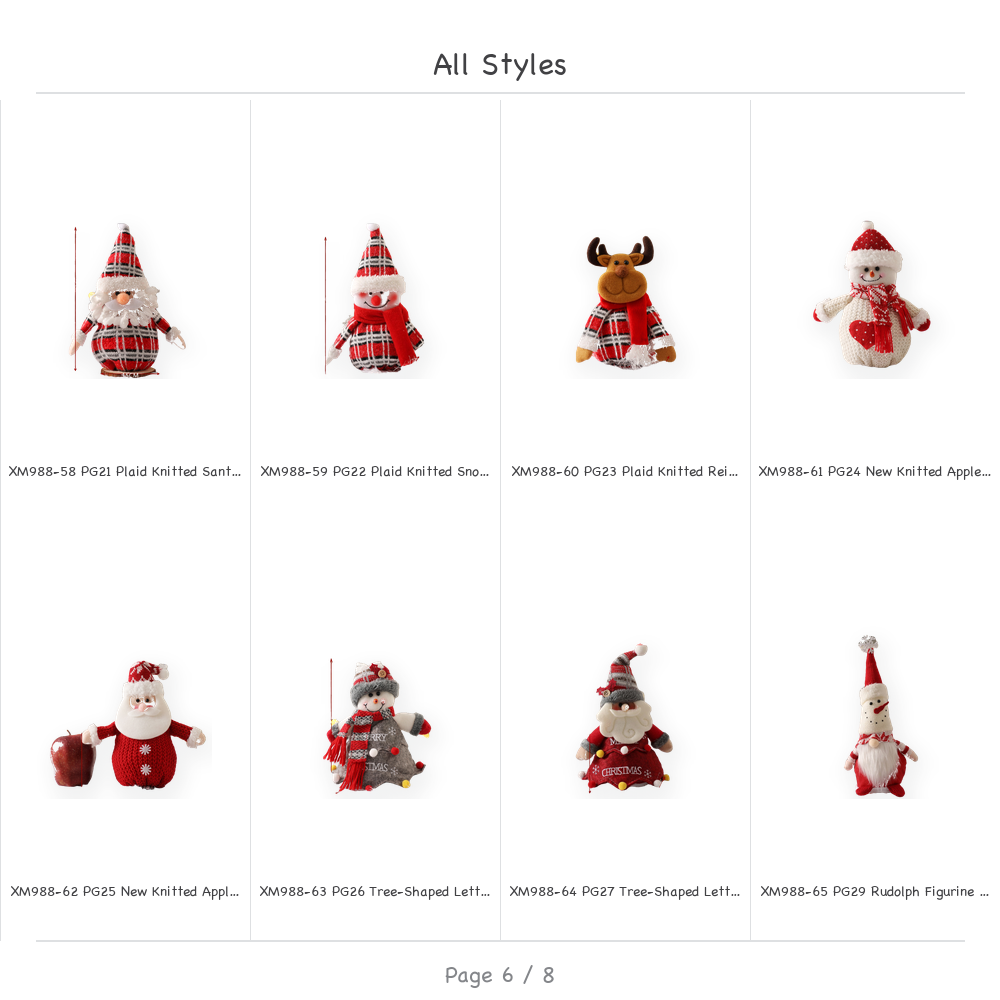 All Styles
XM988-58 PG21 Plaid Knitted Sant...
XM988-59 PG22 Plaid Knitted Sno...
XM988-60 PG23 Plaid Knitted Rei...
XM988-61 PG24 New Knitted Apple...
CHRISTMAS
XM988-62 PG25 New Knitted Appl...
XM988-63 PG26 Tree-Shaped Lett...
XM988-64 PG27 Tree-Shaped Lett...
XM988-65 PG29 Rudolph Figurine ...
Page 6 / 8